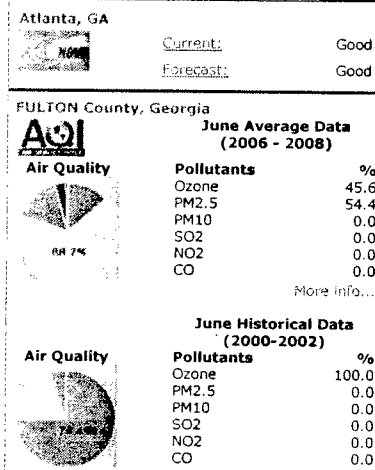 Atlanta, GA
NOW
Current: Good
Forecast: Good
FULTON County, Georgia
AQI
June Average Data
(2006 - 2008)
Air Quality
Pollutants %
Ozone 45.6
PM2.5 54.4
PM10 0.0
SO2 0.0
NO2 0.0
CO 0.0
More info...
June Historical Data
(2000-2002)
Air Quality
Pollutants %
Ozone 100.0
PM2.5 0.0
PM10 0.0
SO2 0.0
NO2 0.0
CO 0.0